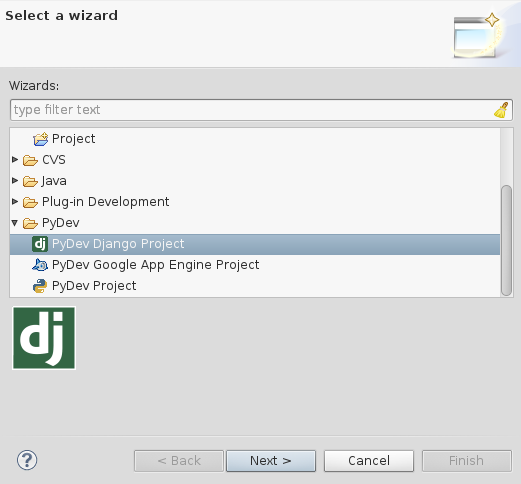 Select a wizard
Wizards:
type filter text
Project
CVS
Java
Plug-in Development
PyDev
dj PyDev Django Project
PyDev Google App Engine Project
PyDev Project
dj
? < Back Next > Cancel Finish